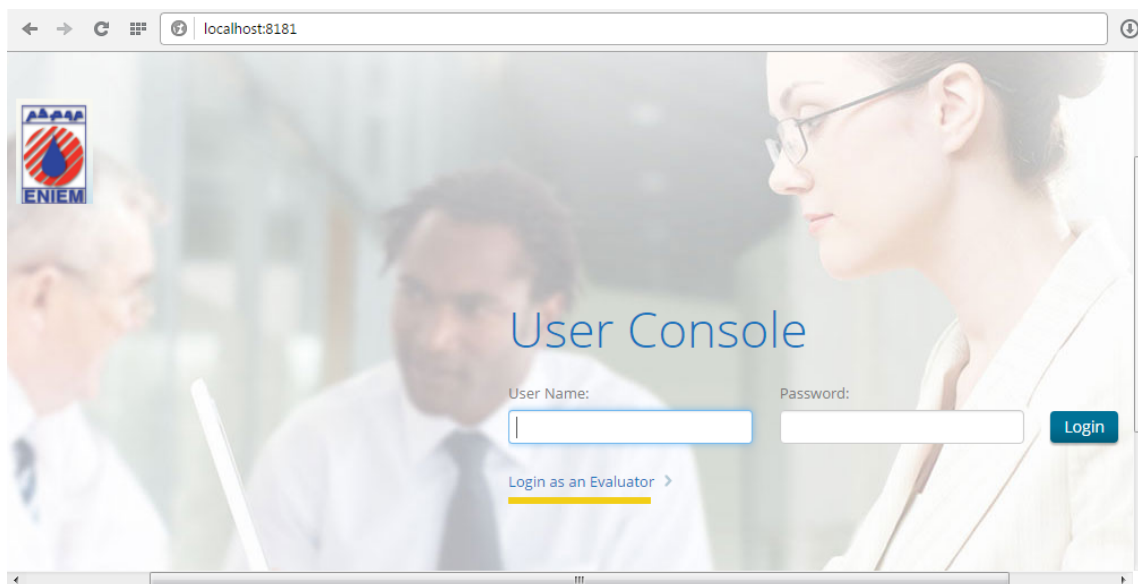 localhost:8181
ENIEM
User Console
User Name:
Password:
Login
Login as an Evaluator